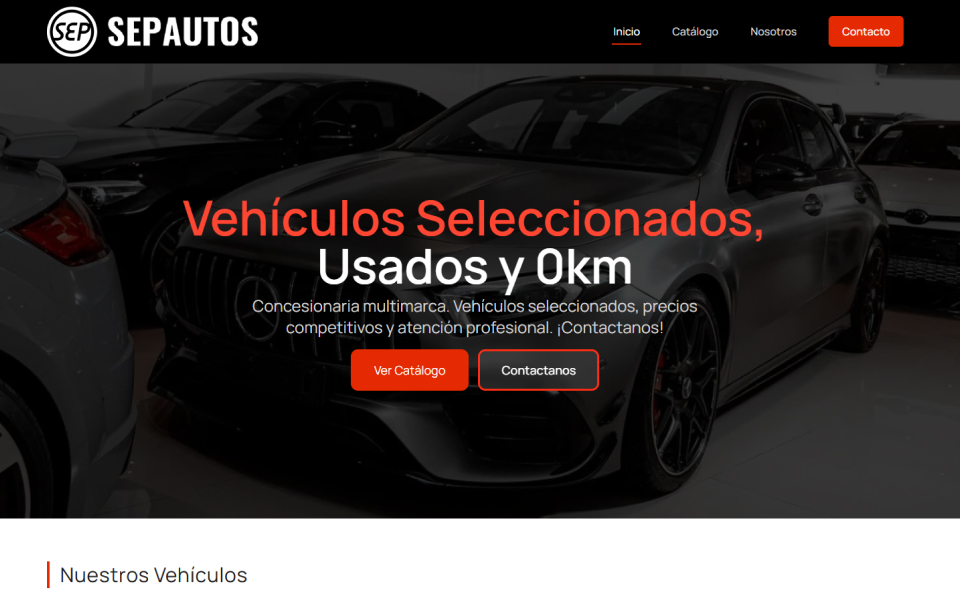 SEP SEPAUTOS
Inicio Catálogo Nosotros Contacto
Vehículos Seleccionados,
Usados y 0km
Concesionaria multimarca. Vehículos seleccionados, precios
competitivos y atención profesional. ¡Contactanos!
Ver Catálogo Contactanos
Nuestros Vehículos